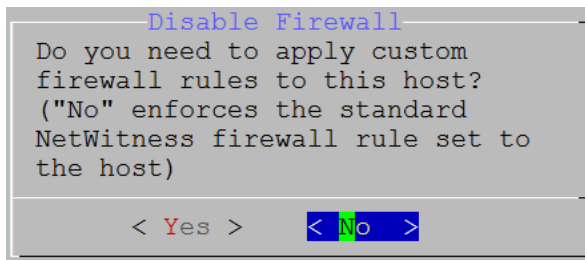 Disable Firewall
Do you need to apply custom
firewall rules to this host?
("No" enforces the standard
NetWitness firewall rule set to
the host)
< Yes > < No >